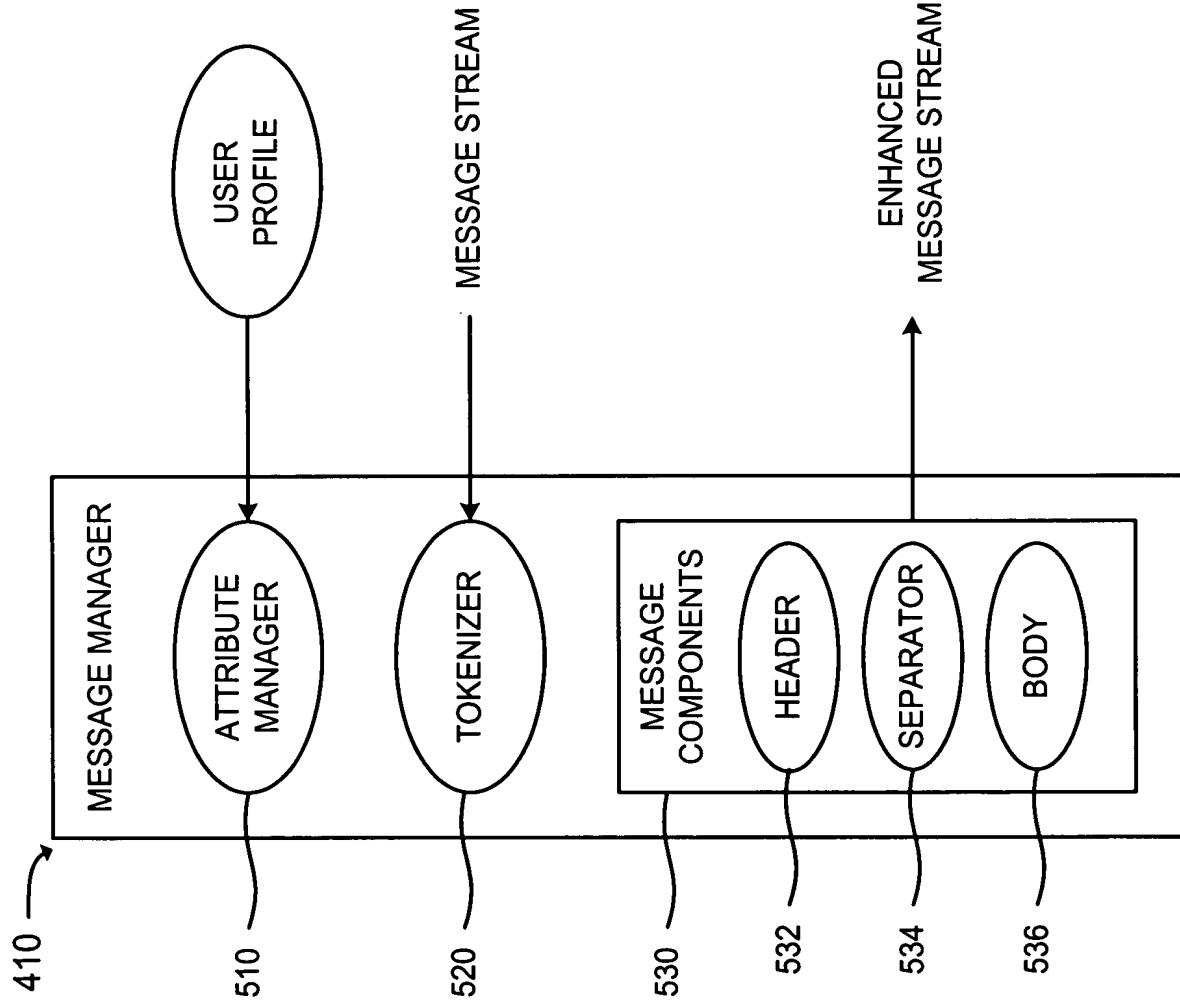 410
MESSAGE MANAGER
510
ATTRIBUTE
MANAGER
USER
PROFILE
520
TOKENIZER
MESSAGE STREAM
530
MESSAGE
COMPONENTS
532
HEADER
534
SEPARATOR
536
BODY
ENHANCED
MESSAGE STREAM